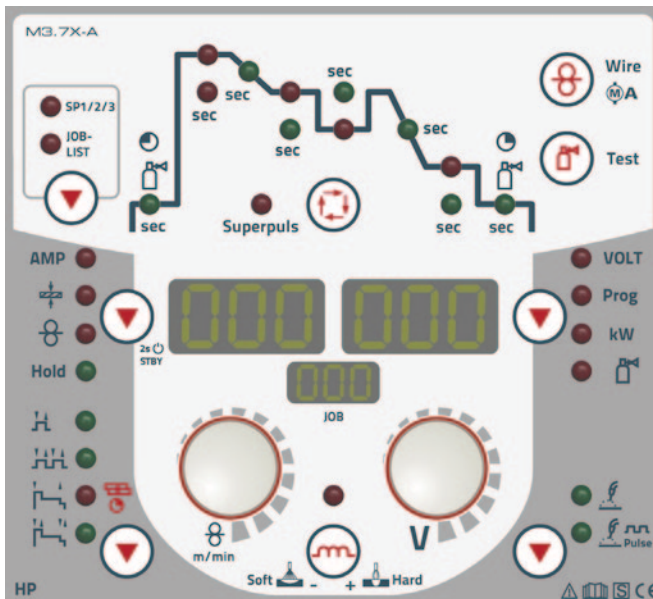 M3.7X-A
SP1/2/3
JOB-
LIST
sec
sec
sec
sec
sec
sec
sec
sec
Wire
M A
Test
Superpuls
AMP
Hold
2s
STBY
000
000
000
JOB
VOLT
Prog
kW
m/min
V
Soft - + Hard
Pulse
HP
S CE